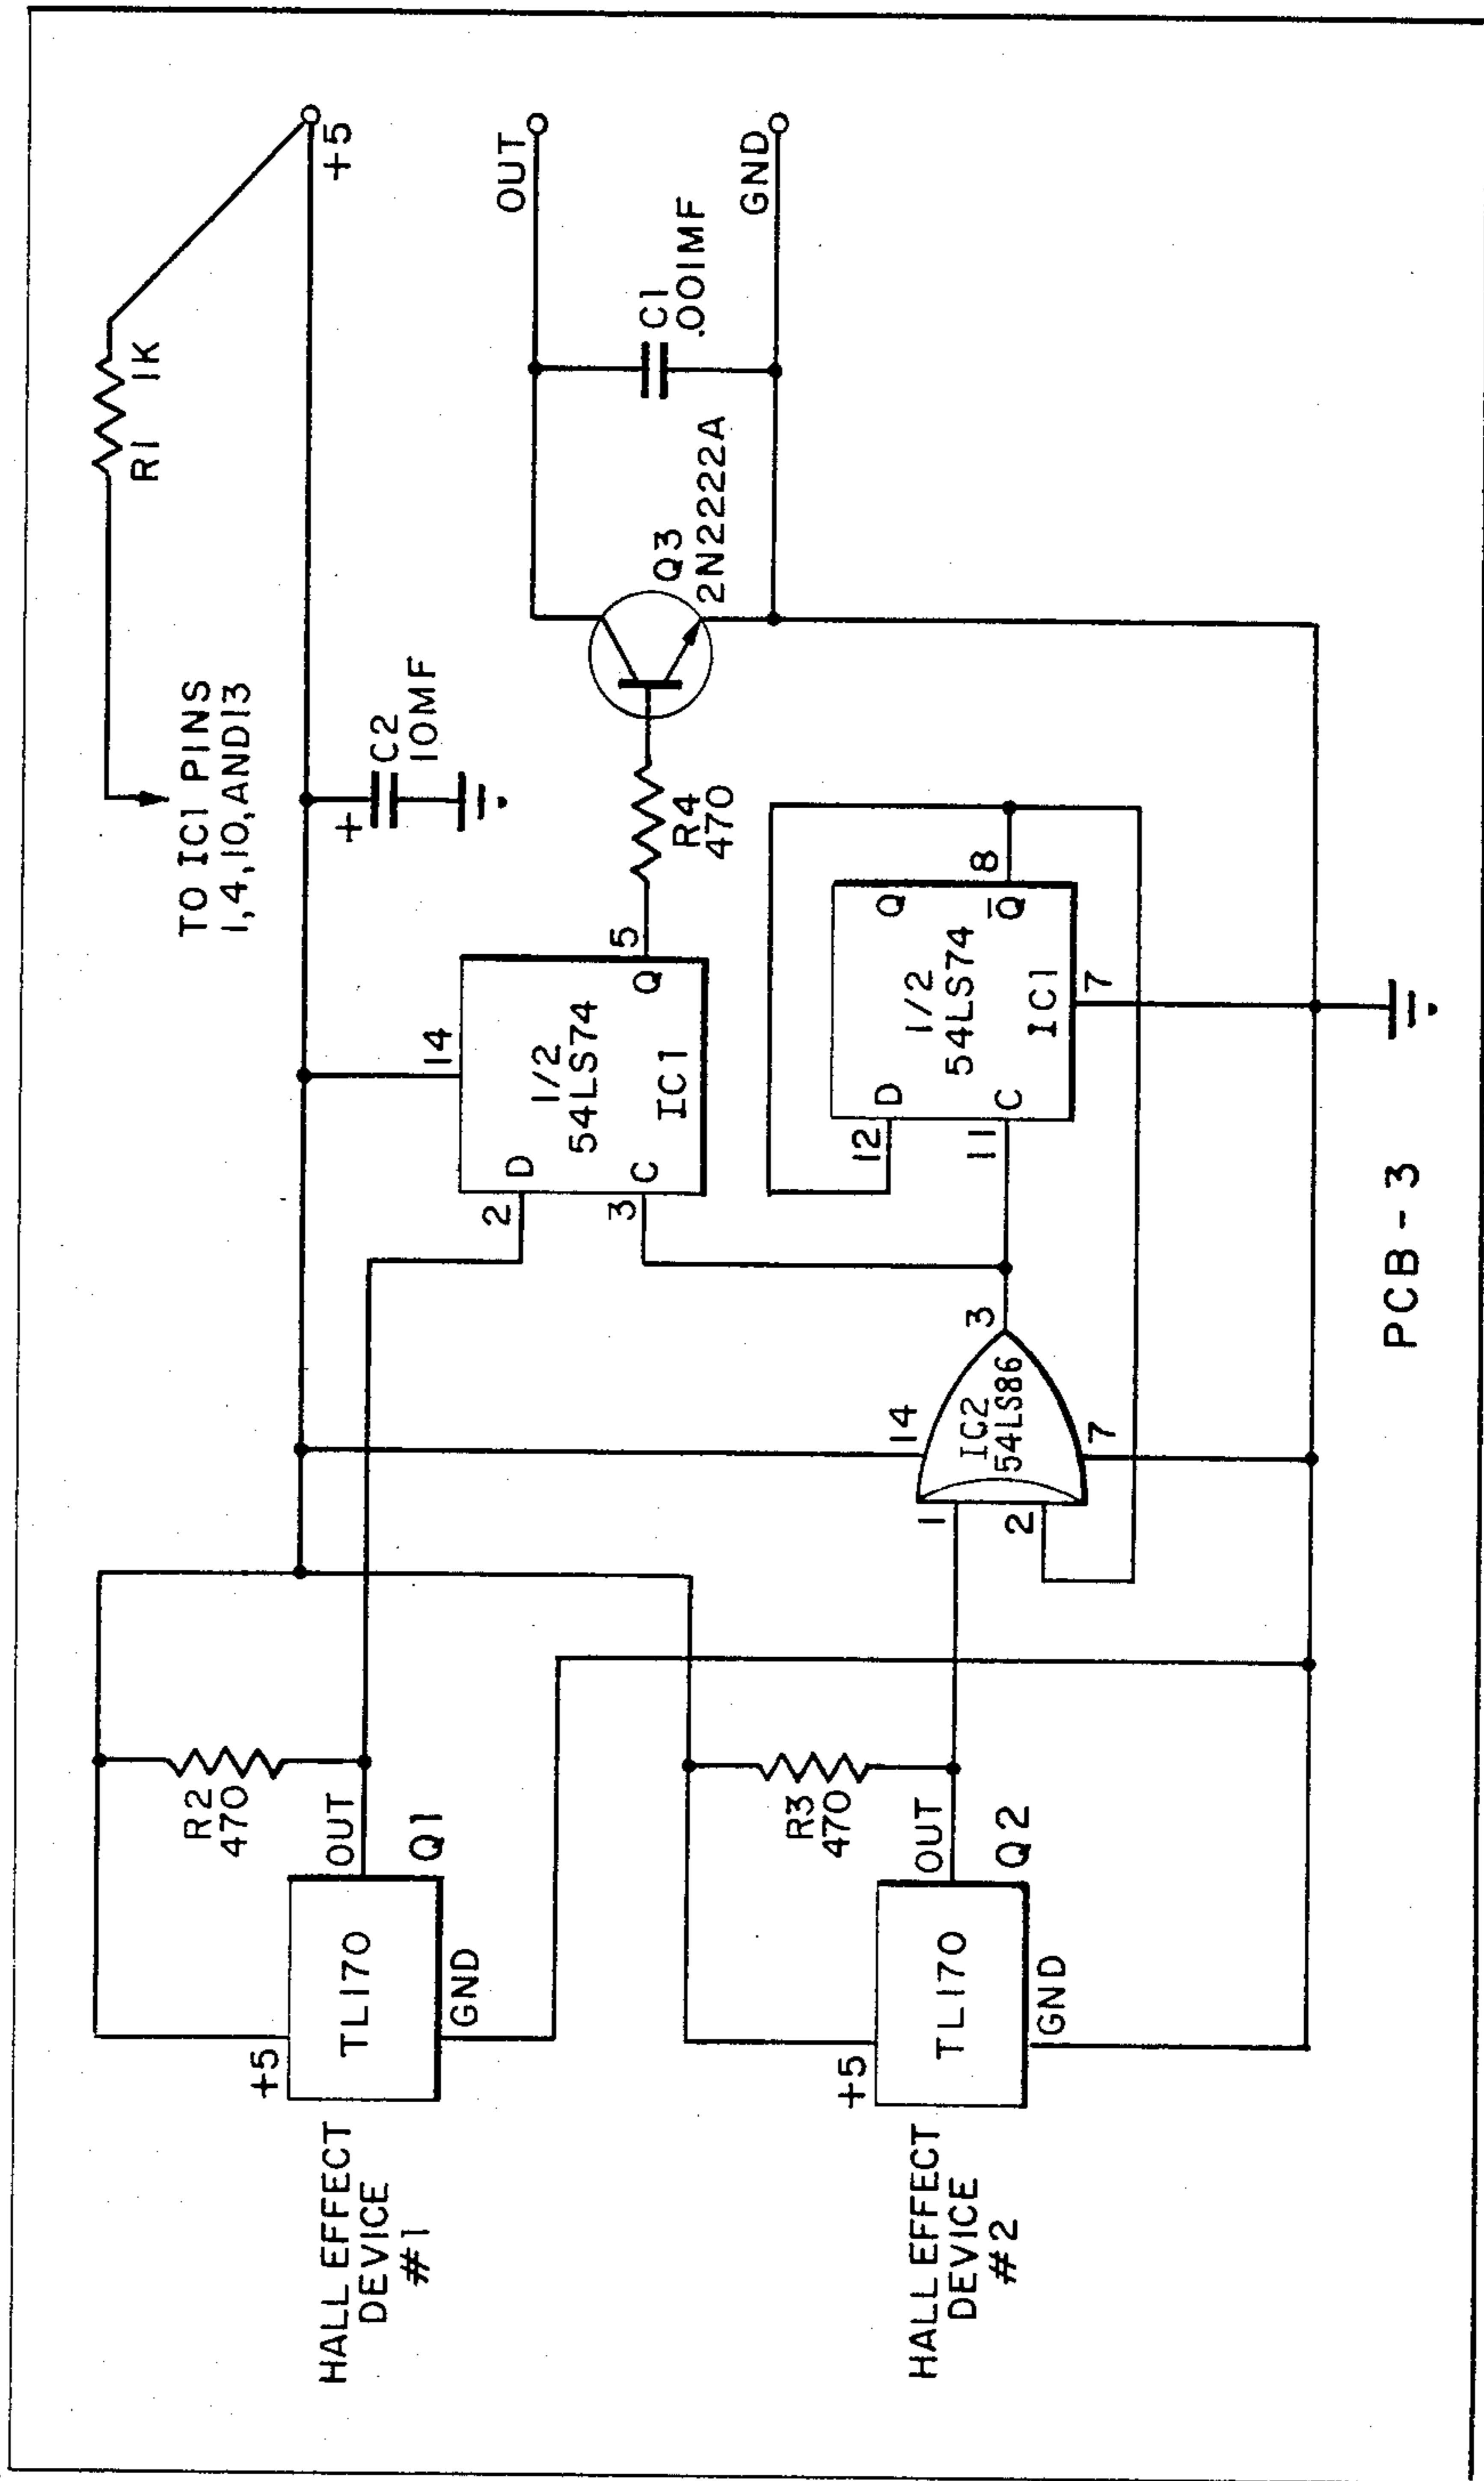 TO IC1 PINS
1,4,10,AND13
R1 1K
+5
+
C2
10MF
OUT
C1
.001MF
GND
Q3
2N2222A
R4
470
14
1/2
54LS74
IC1
2
D
3
C
5
Q
12
D
11
C
1/2
54LS74
IC1
Q
Q̅
8
7
14
IC2
54LS86
1
2
3
7
R2
470
OUT
Q1
+5
TL170
GND
HALL EFFECT
DEVICE
#1
R3
470
OUT
Q2
+5
TL170
GND
HALL EFFECT
DEVICE
#2
PCB-3